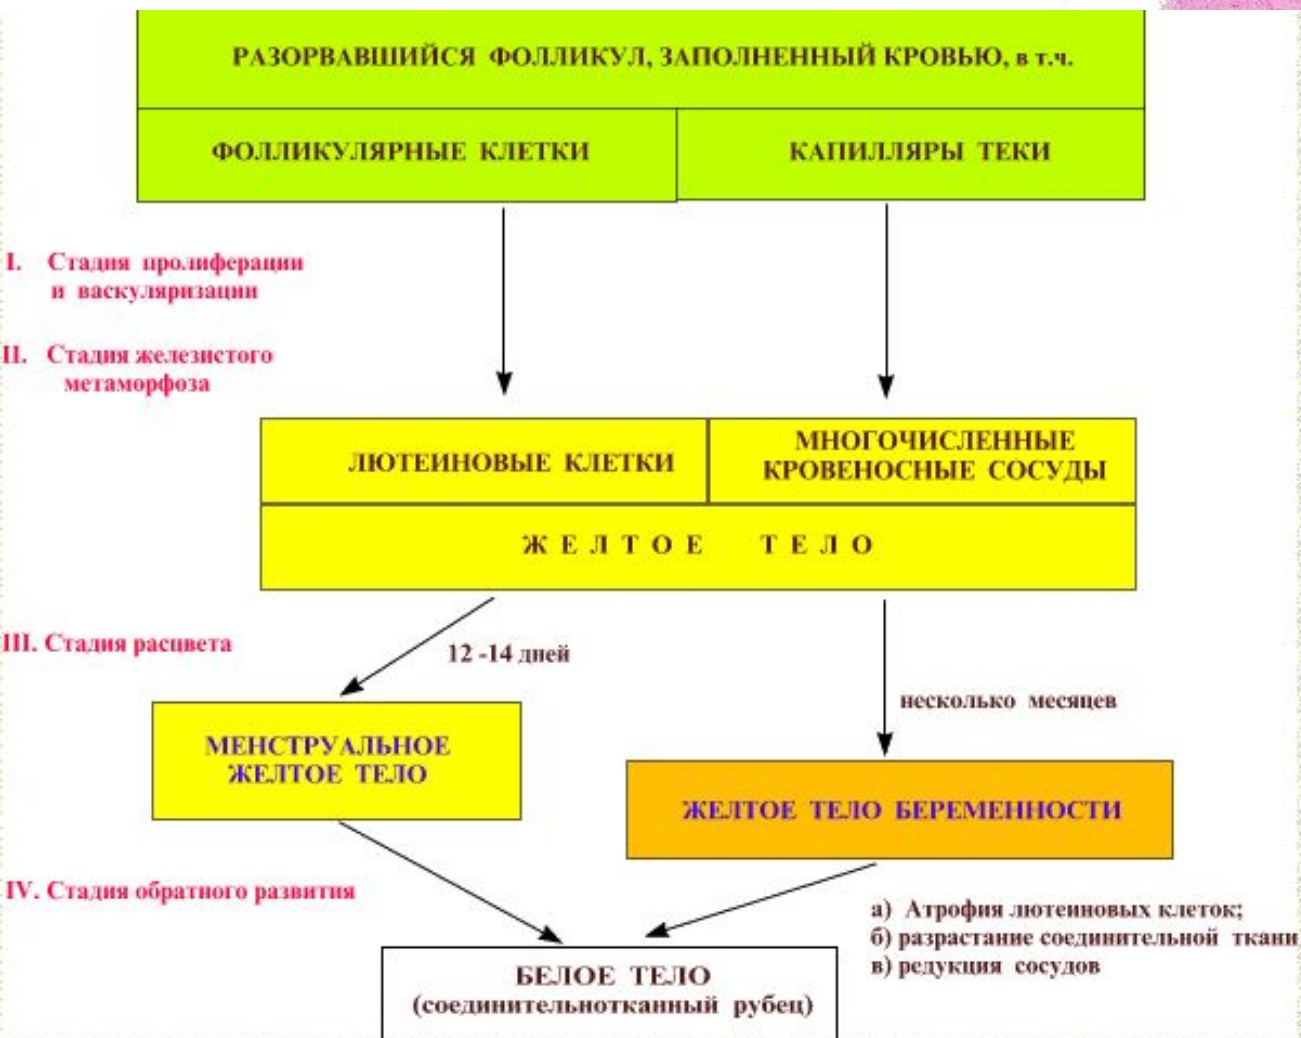 РАЗОРВАВШИЙСЯ ФОЛЛИКУЛ, ЗАПОЛНЕННЫЙ КРОВЬЮ, в т.ч.
ФОЛЛИКУЛЯРНЫЕ КЛЕТКИ
КАПИЛЛЯРЫ ТЕКИ
I. Стадия пролиферации
и васкуляризации
II. Стадия железистого
метаморфоза
ЛЮТЕИНОВЫЕ КЛЕТКИ
МНОГОЧИСЛЕННЫЕ
КРОВЕНОСНЫЕ СОСУДЫ
Ж Е Л Т О Е Т Е Л О
III. Стадия расцвета
12 -14 дней
несколько месяцев
МЕНСТРУАЛЬНОЕ
ЖЕЛТОЕ ТЕЛО
ЖЕЛТОЕ ТЕЛО БЕРЕМЕННОСТИ
IV. Стадия обратного развития
а) Атрофия лютеиновых клеток;
б) разрастание соединительной ткани
в) редукция сосудов
БЕЛОЕ ТЕЛО
(соединительнотканный рубец)